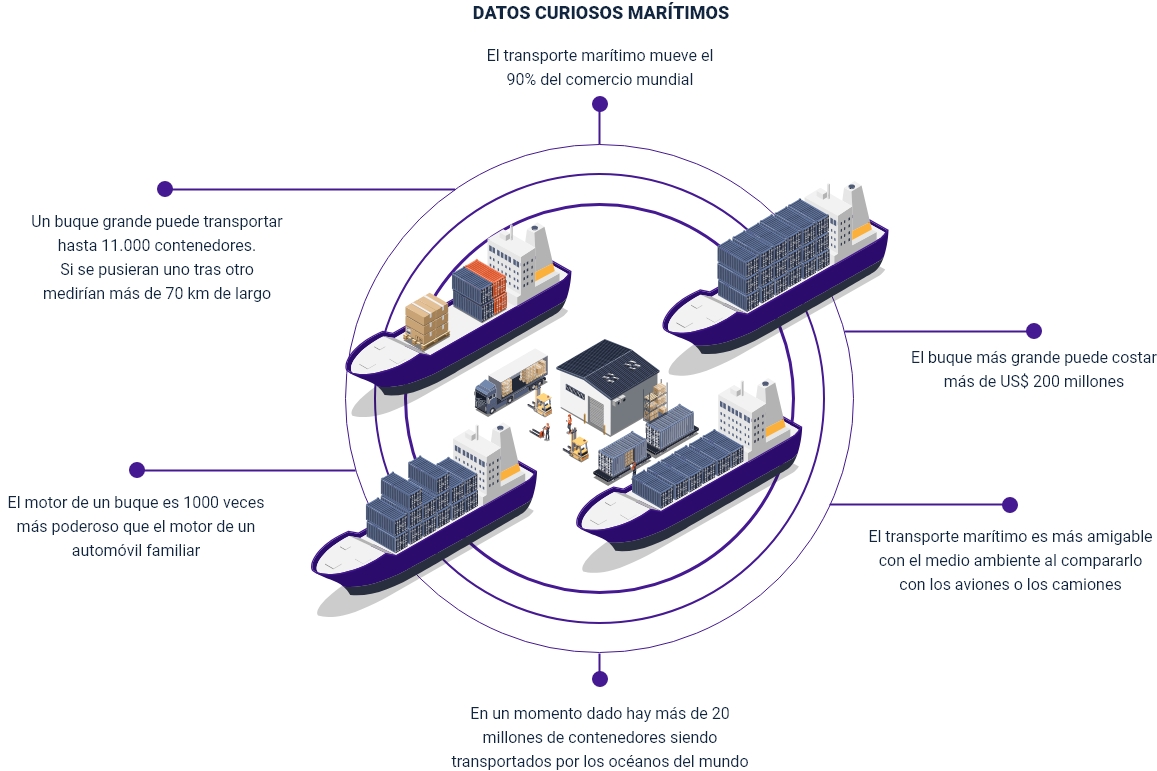 DATOS CURIOSOS MARÍTIMOS
El transporte marítimo mueve el
90% del comercio mundial
Un buque grande puede transportar
hasta 11.000 contenedores.
Si se pusieran uno tras otro
medirían más de 70 km de largo
El buque más grande puede costar
más de US$ 200 millones
El motor de un buque es 1000 veces
más poderoso que el motor de un
automóvil familiar
El transporte marítimo es más amigable
con el medio ambiente al compararlo
con los aviones o los camiones
En un momento dado hay más de 20
millones de contenedores siendo
transportados por los océanos del mundo